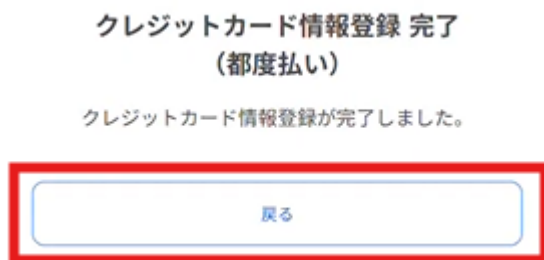 クレジットカード情報登録 完了
（都度払い）
クレジットカード情報登録が完了しました。
戻る